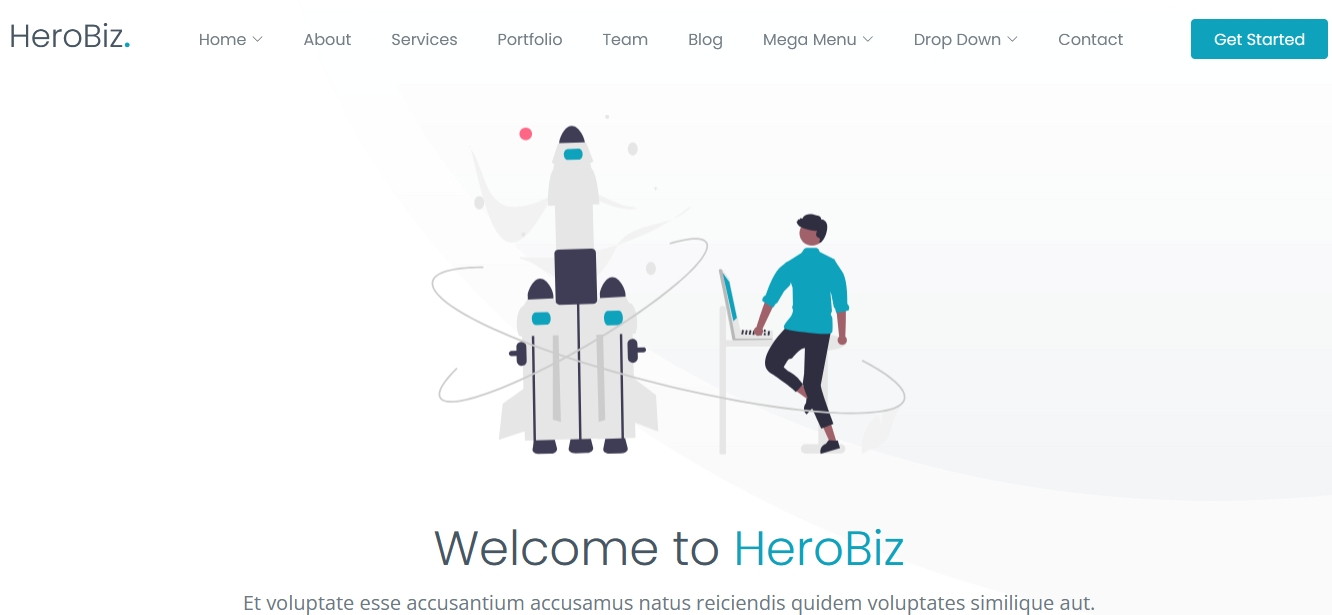 HeroBiz. Home About Services Portfolio Team Blog Mega Menu Drop Down Contact Get Started
Welcome to HeroBiz
Et voluptate esse accusantium accusamus natus reiciendis quidem voluptates similique aut.